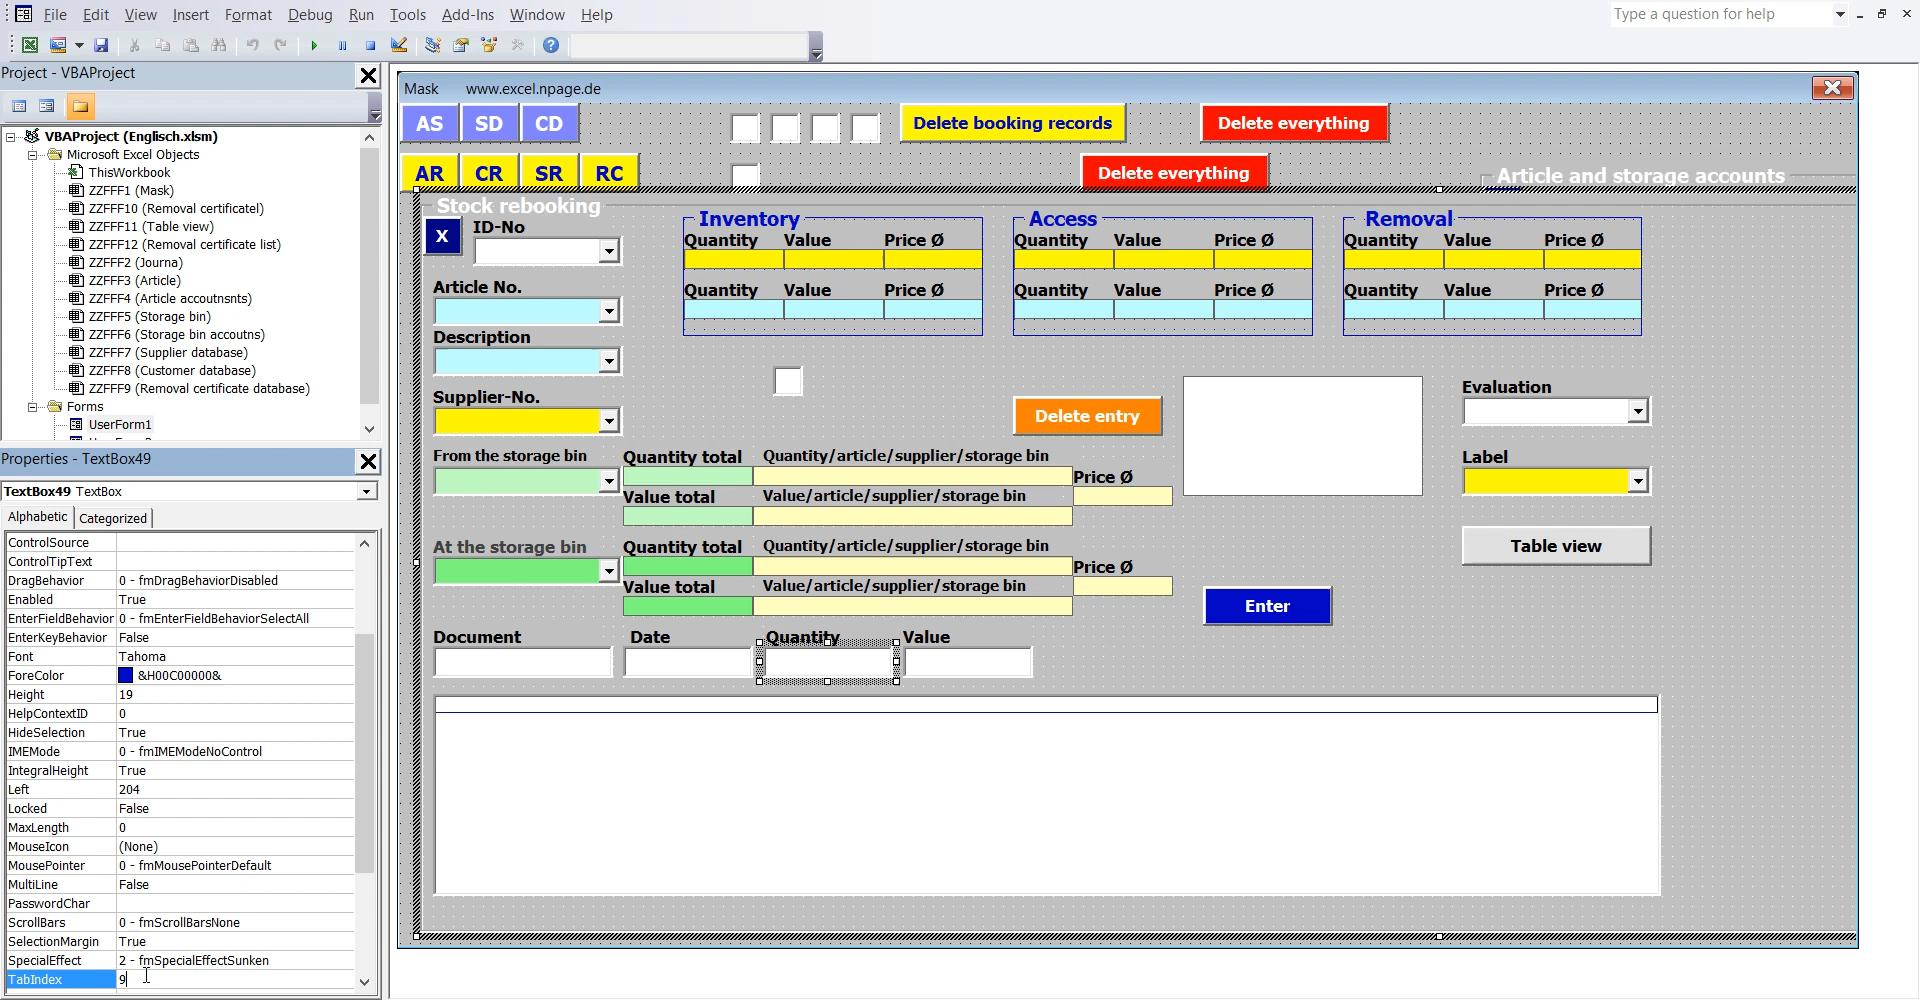 File Edit View Insert Format Debug Run Tools Add-Ins Window Help Type a question for help
Project - VBAProject
VBAProject (Englisch.xlsm)
Microsoft Excel Objects
ThisWorkbook
ZZFFF1 (Mask)
ZZFFF10 (Removal certificatel)
ZZFFF11 (Table view)
ZZFFF12 (Removal certificate list)
ZZFFF2 (Journa)
ZZFFF3 (Article)
ZZFFF4 (Article accoutnsnts)
ZZFFF5 (Storage bin)
ZZFFF6 (Storage bin accoutns)
ZZFFF7 (Supplier database)
ZZFFF8 (Customer database)
ZZFFF9 (Removal certificate database)
Forms
UserForm1
Properties - TextBox49
TextBox49 TextBox
Alphabetic Categorized
ControlSource
ControlTipText
DragBehavior 0 - fmDragBehaviorDisabled
Enabled True
EnterFieldBehavior 0 - fmEnterFieldBehaviorSelectAll
EnterKeyBehavior False
Font Tahoma
ForeColor &H00C00000&
Height 19
HelpContextID 0
HideSelection True
IMEMode 0 - fmIMEModeNoControl
IntegralHeight True
Left 204
Locked False
MaxLength 0
MouseIcon (None)
MousePointer 0 - fmMousePointerDefault
MultiLine False
PasswordChar
ScrollBars 0 - fmScrollBarsNone
SelectionMargin True
SpecialEffect 2 - fmSpecialEffectSunken
TabIndex 9
Mask www.excel.npage.de
AS SD CD Delete booking records Delete everything
AR CR SR RC Delete everything Article and storage accounts
Stock rebooking
X ID-No
Inventory Access Removal
Quantity Value Price Ø Quantity Value Price Ø Quantity Value Price Ø
Article No. Quantity Value Price Ø Quantity Value Price Ø Quantity Value Price Ø
Description
Supplier-No. Delete entry Evaluation
From the storage bin Quantity total Quantity/article/supplier/storage bin Label
Price Ø
Value total Value/article/supplier/storage bin
At the storage bin Quantity total Quantity/article/supplier/storage bin Table view
Price Ø
Value total Value/article/supplier/storage bin
Enter
Document Date Quantity Value